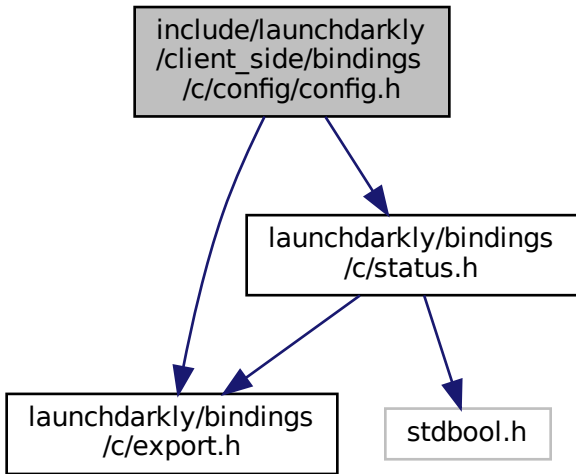 include/launchdarkly
/client_side/bindings
/c/config/config.h
launchdarkly/bindings
/c/status.h
launchdarkly/bindings
/c/export.h
stdbool.h